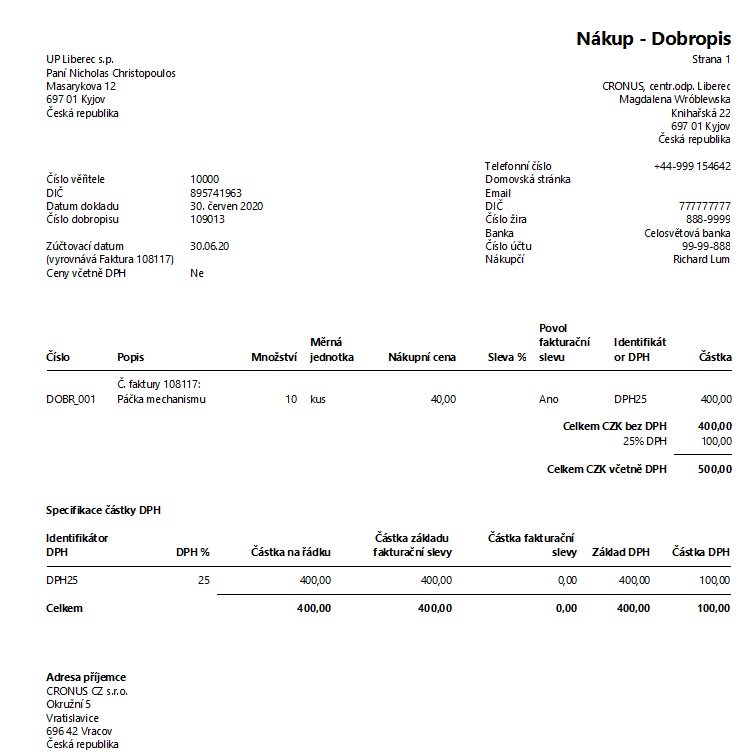 Nákup - Dobropis
Strana 1
UP Liberec s.p.
Paní Nicholas Christopoulos
Masarykova 12
697 01 Kyjov
Česká republika
CRONUS, centr.odp. Liberec
Magdalena Wróblewska
Knihařská 22
697 01 Kyjov
Česká republika
Číslo věřitele 10000
DIČ 895741963
Datum dokladu 30. červen 2020
Číslo dobropisu 109013
Zúčtovací datum 30.06.20
(vyrovnává Faktura 108117)
Ceny včetně DPH Ne
Telefonní číslo +44-999 154642
Domovská stránka
Email
DIČ 777777777
Číslo žira 888-9999
Banka Celosvětová banka
Číslo účtu 99-99-888
Nákupčí Richard Lum
Číslo Popis Množství Měrná jednotka Nákupní cena Sleva % Povol fakturační slevu Identifikát or DPH Částka
Č. faktury 108117:
DOBR_001 Páčka mechanismu 10 kus 40,00 Ano DPH25 400,00
Celkem CZK bez DPH 400,00
25% DPH 100,00
Celkem CZK včetně DPH 500,00
Specifikace částky DPH
Identifikátor DPH DPH % Částka na řádku Částka základu fakturační slevy Částka fakturační slevy Základ DPH Částka DPH
DPH25 25 400,00 400,00 0,00 400,00 100,00
Celkem 400,00 400,00 0,00 400,00 100,00
Adresa příjemce
CRONUS CZ s.r.o.
Okružní 5
Vratislavice
696 42 Vracov
Česká republika